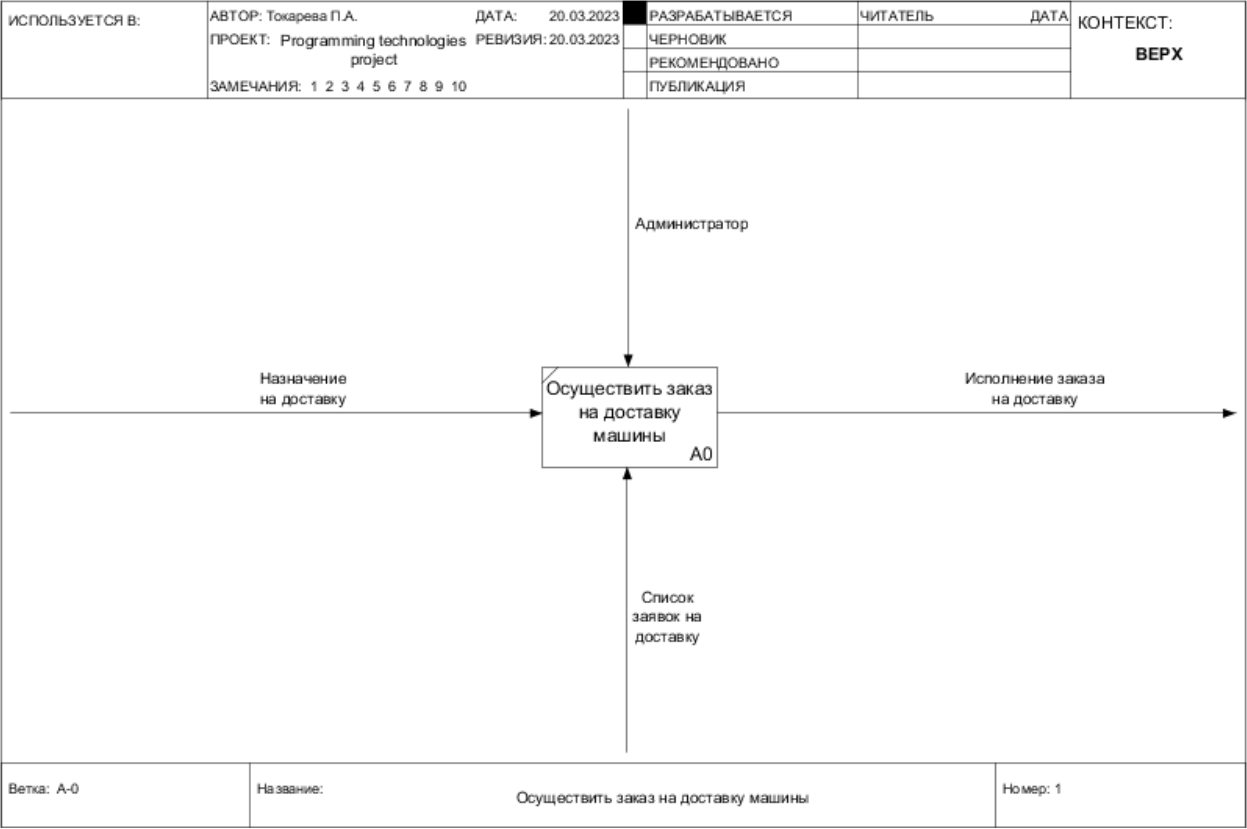 ИСПОЛЬЗУЕТСЯ В:
АВТОР: Токарева П.А.
ДАТА: 20.03.2023
ПРОЕКТ: Programming technologies
project
РЕВИЗИЯ: 20.03.2023
ЗАМЕЧАНИЯ: 1 2 3 4 5 6 7 8 9 10
РАЗРАБАТЫВАЕТСЯ
ЧЕРНОВИК
РЕКОМЕНДОВАНО
ПУБЛИКАЦИЯ
ЧИТАТЕЛЬ
ДАТА
КОНТЕКСТ:
ВЕРХ
Администратор
Назначение
на доставку
Осуществить заказ
на доставку
машины
A0
Исполнение заказа
на доставку
Список
заявок на
доставку
Ветка: A-0
Название:
Осуществить заказ на доставку машины
Номер: 1